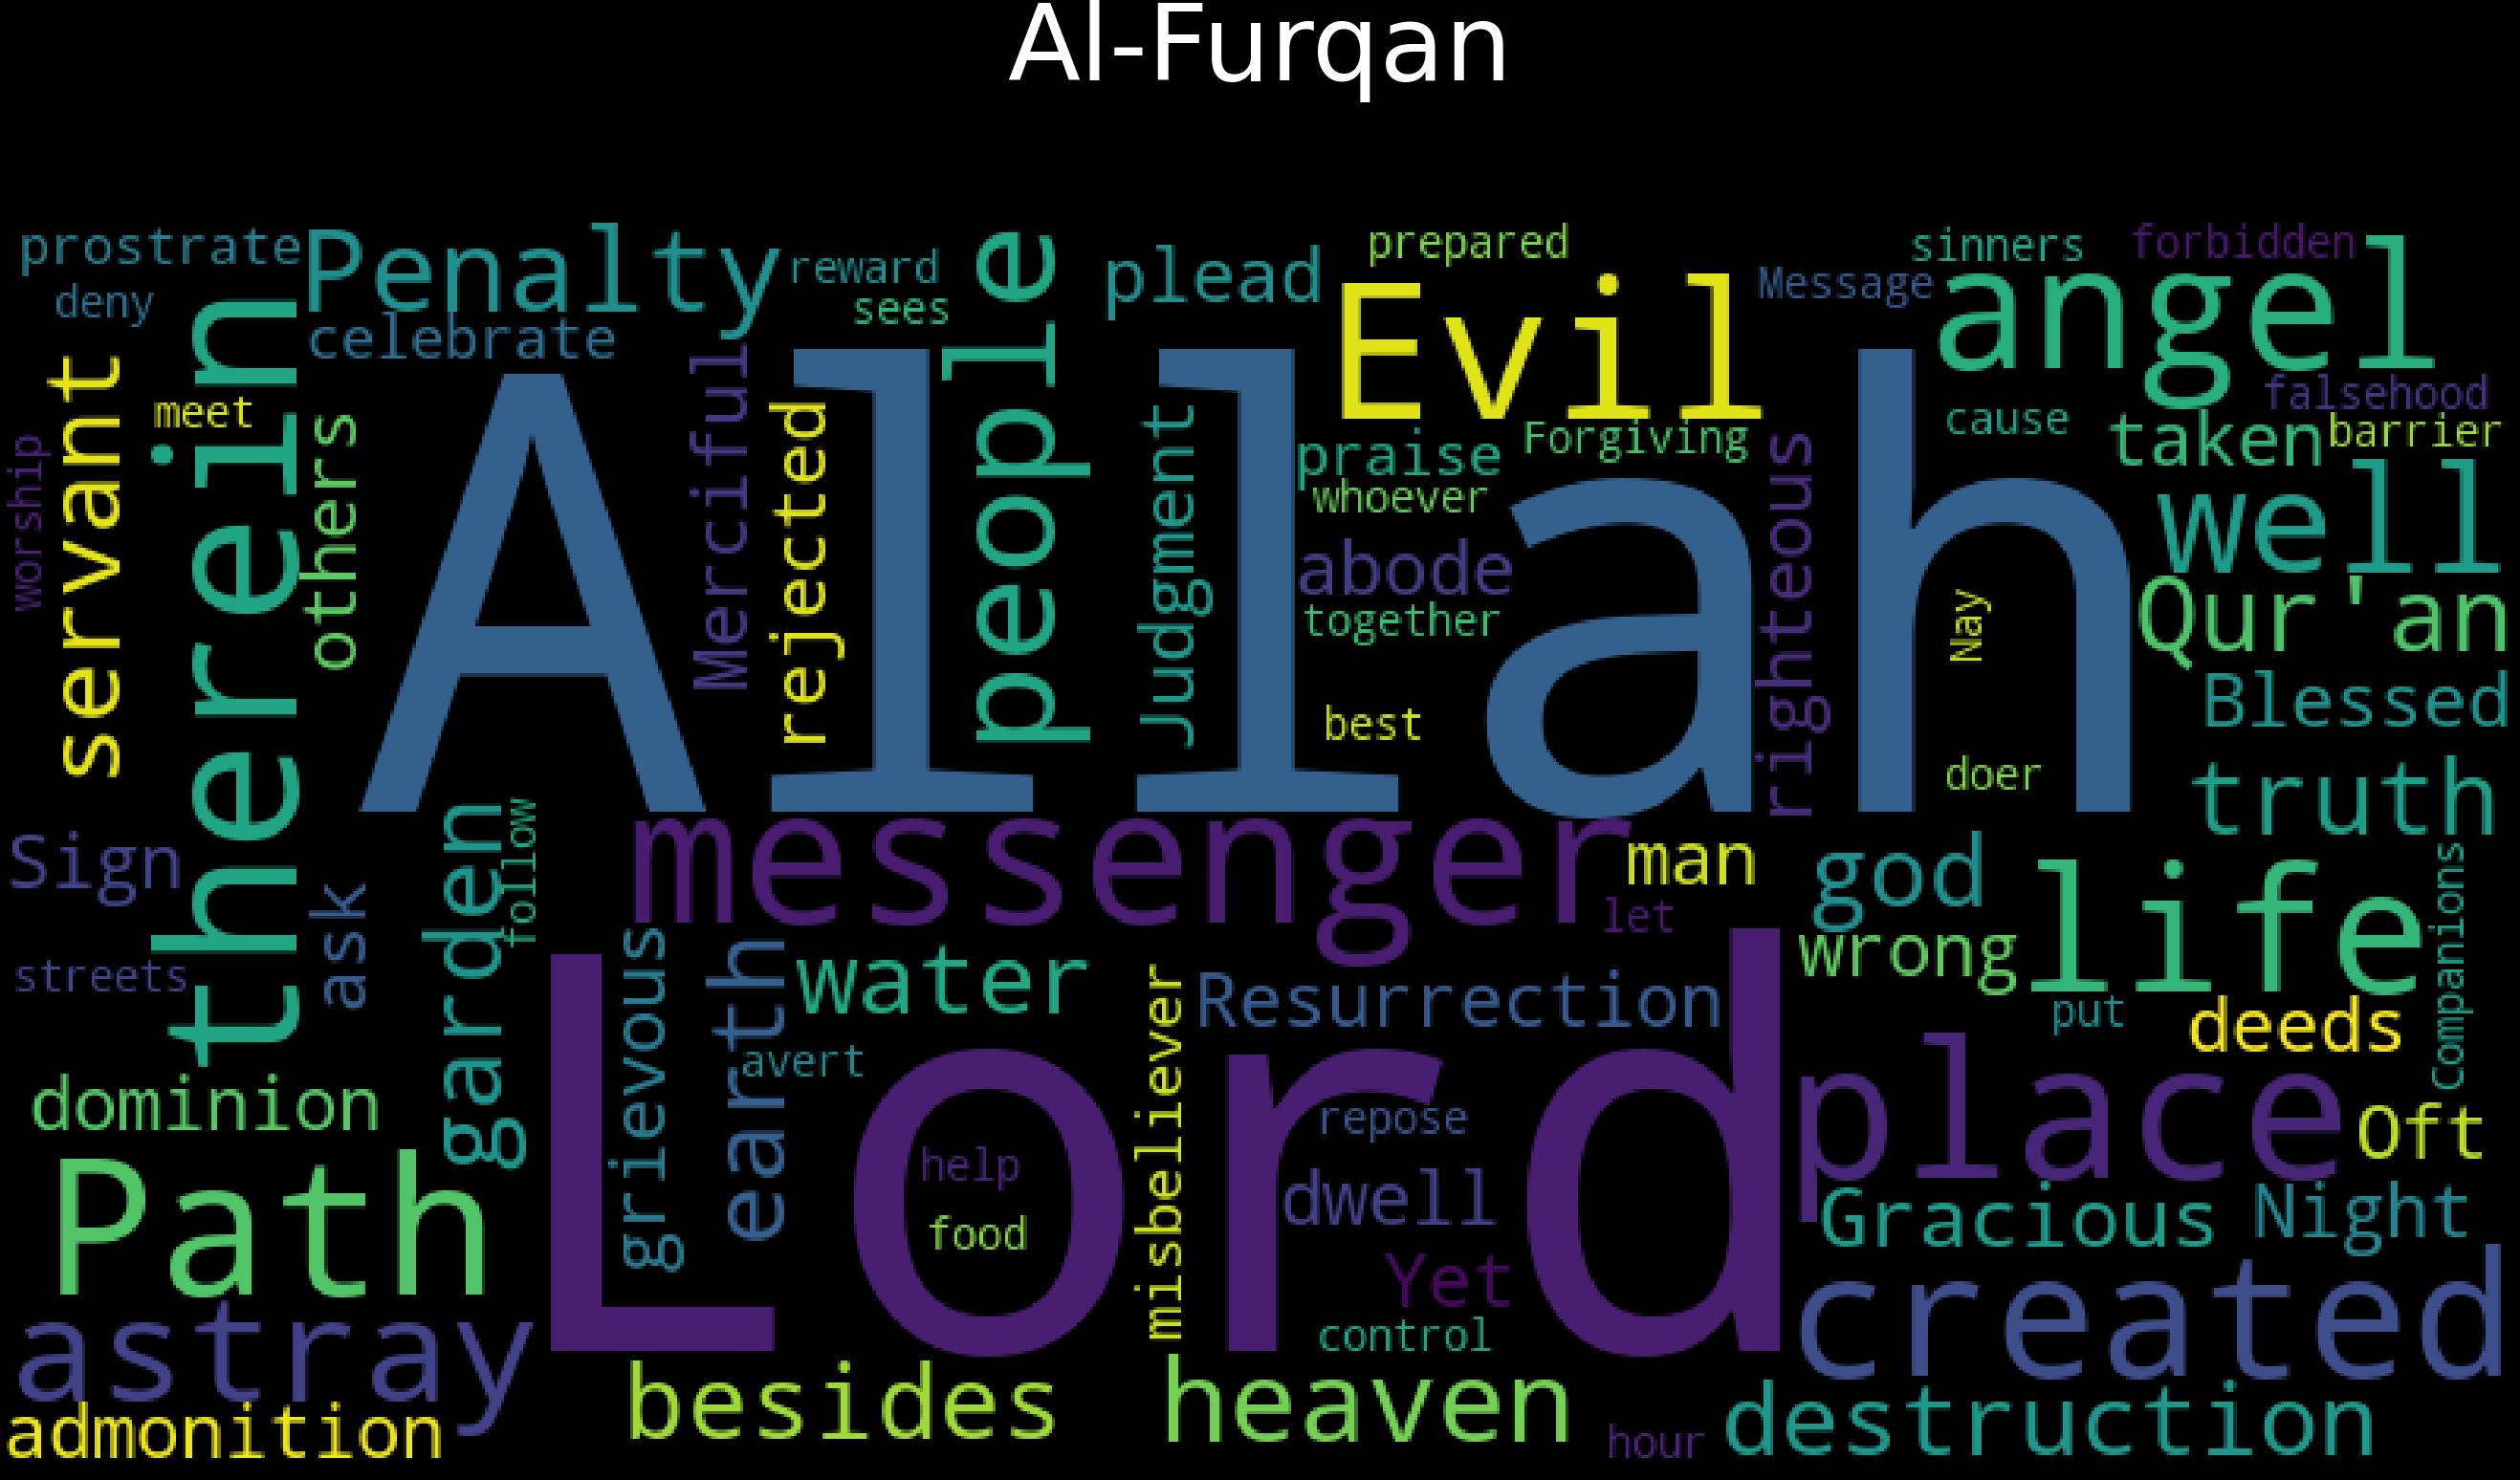 Al-Furqan
prostrate
Penalty
reward
people
plead
prepared
Evil
Message
sinners
forbidden
angel
deny
celebrate
sees
servant
meet
therein
others
worship
Allah
Merciful
rejected
Judgment
praise
Forgiving
whoever
abode
together
best
righteous
cause
falsehood
taken
barrier
well
Nay
Qur'an
Blessed
doer
truth
Sign
ask
garden
follow
messenger
man
let
god
life
Companions
streets
grievous
earth
water
avert
misbeliever
Resurrection
wrong
put
deeds
dominion
Lord
help
food
repose
dwell
Yet
control
place
Oft
Path
Gracious
Night
created
astray
admonition
besides
heaven
hour
destruction